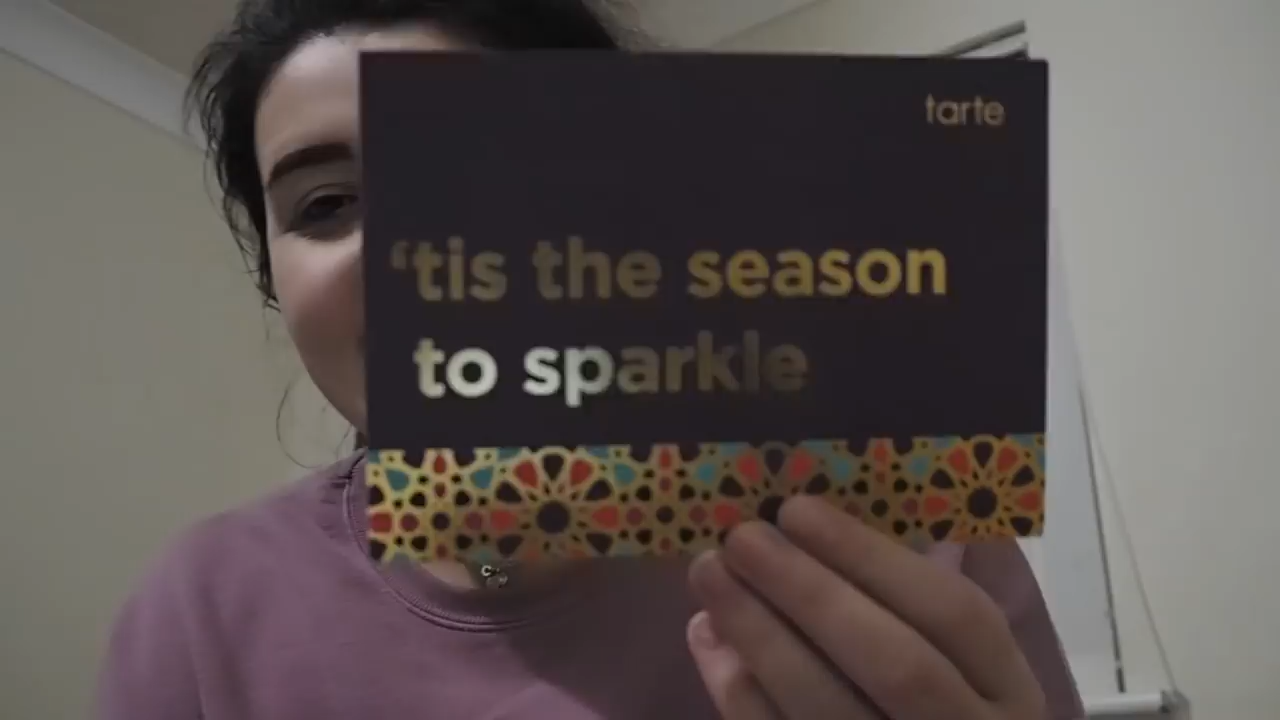 tarte
‘tis the season
to sparkle